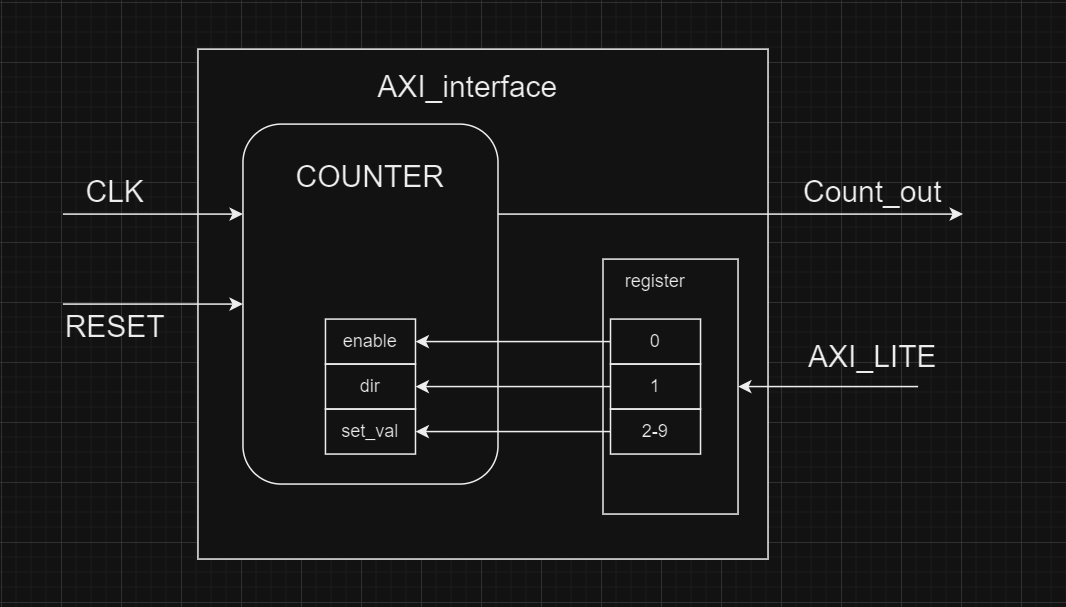 AXI_interface
COUNTER
CLK
Count_out
RESET
register
enable
0
dir
1
set_val
2-9
AXI_LITE